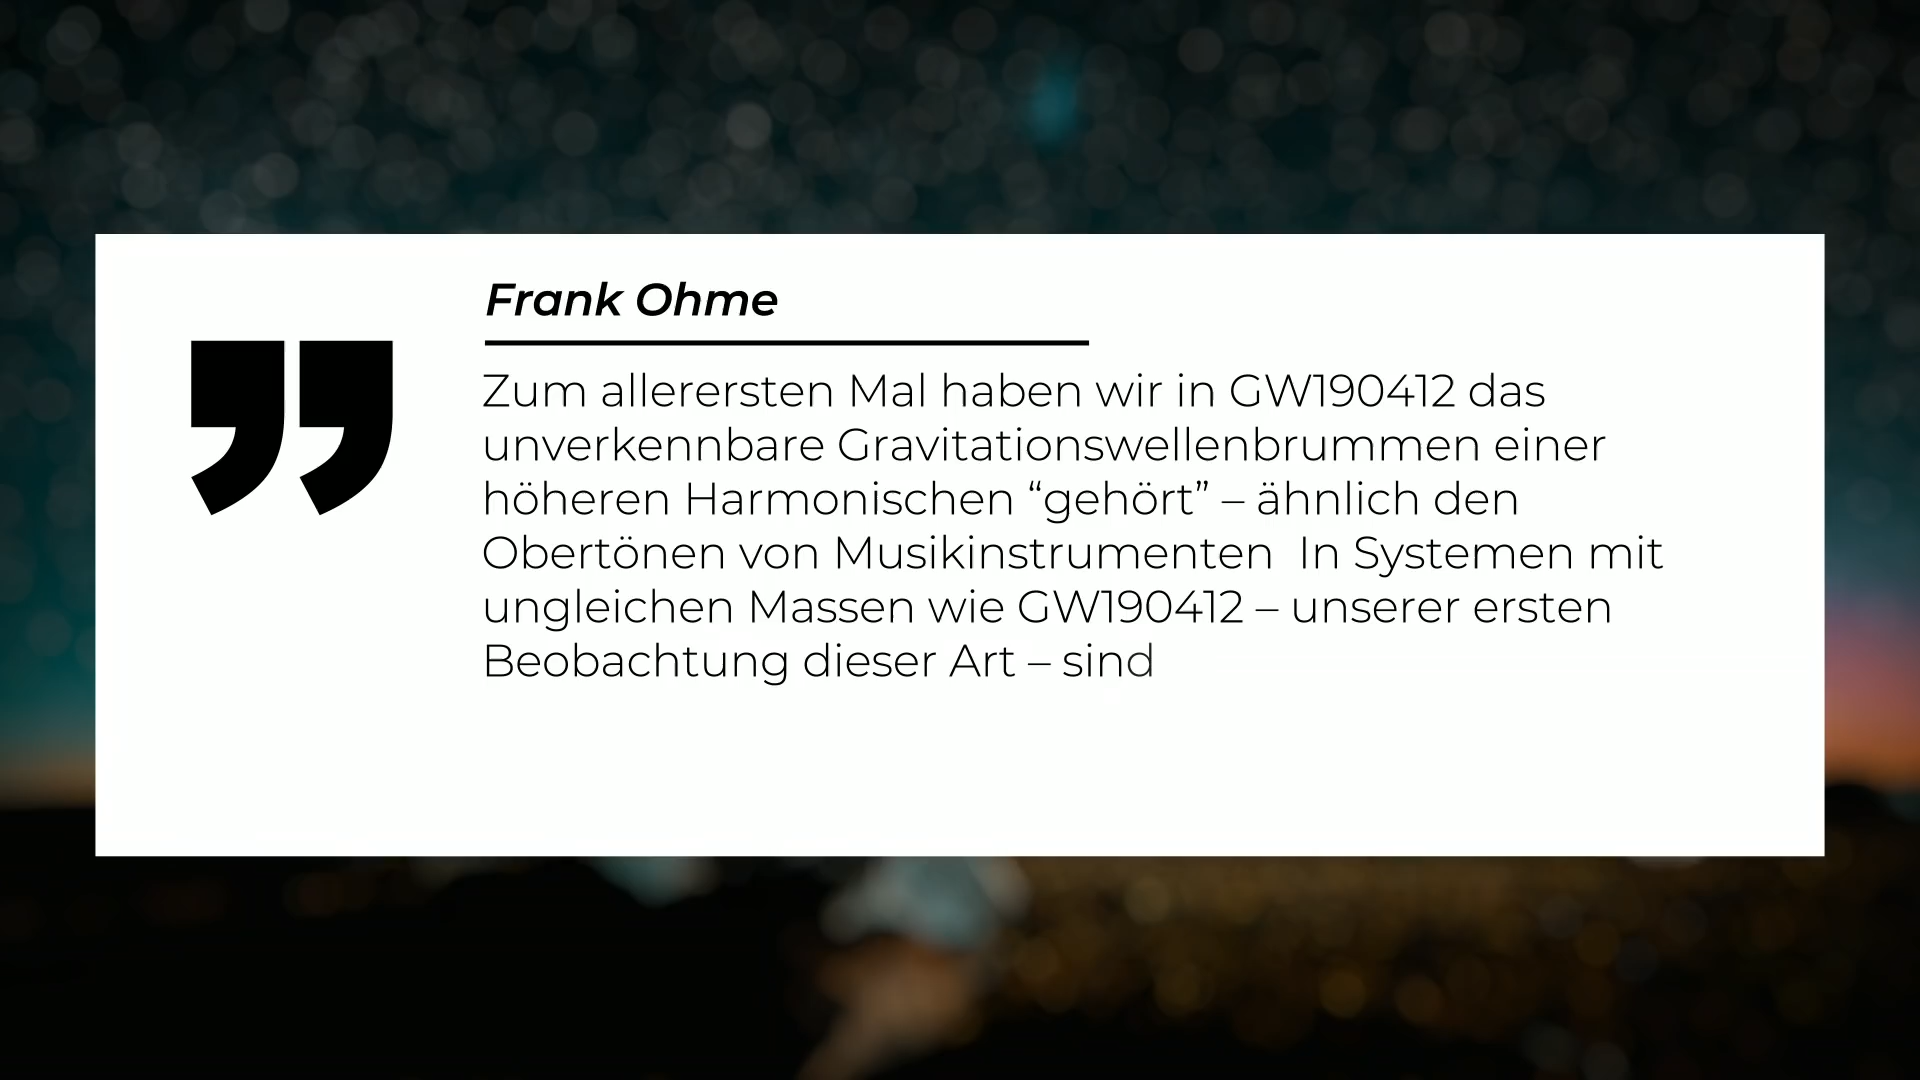 Frank Ohme
Zum allerersten Mal haben wir in GW190412 das
unverkennbare Gravitationswellenbrummen einer
höheren Harmonischen “gehört” – ähnlich den
Obertönen von Musikinstrumenten  In Systemen mit
ungleichen Massen wie GW190412 – unserer ersten
Beobachtung dieser Art – sind